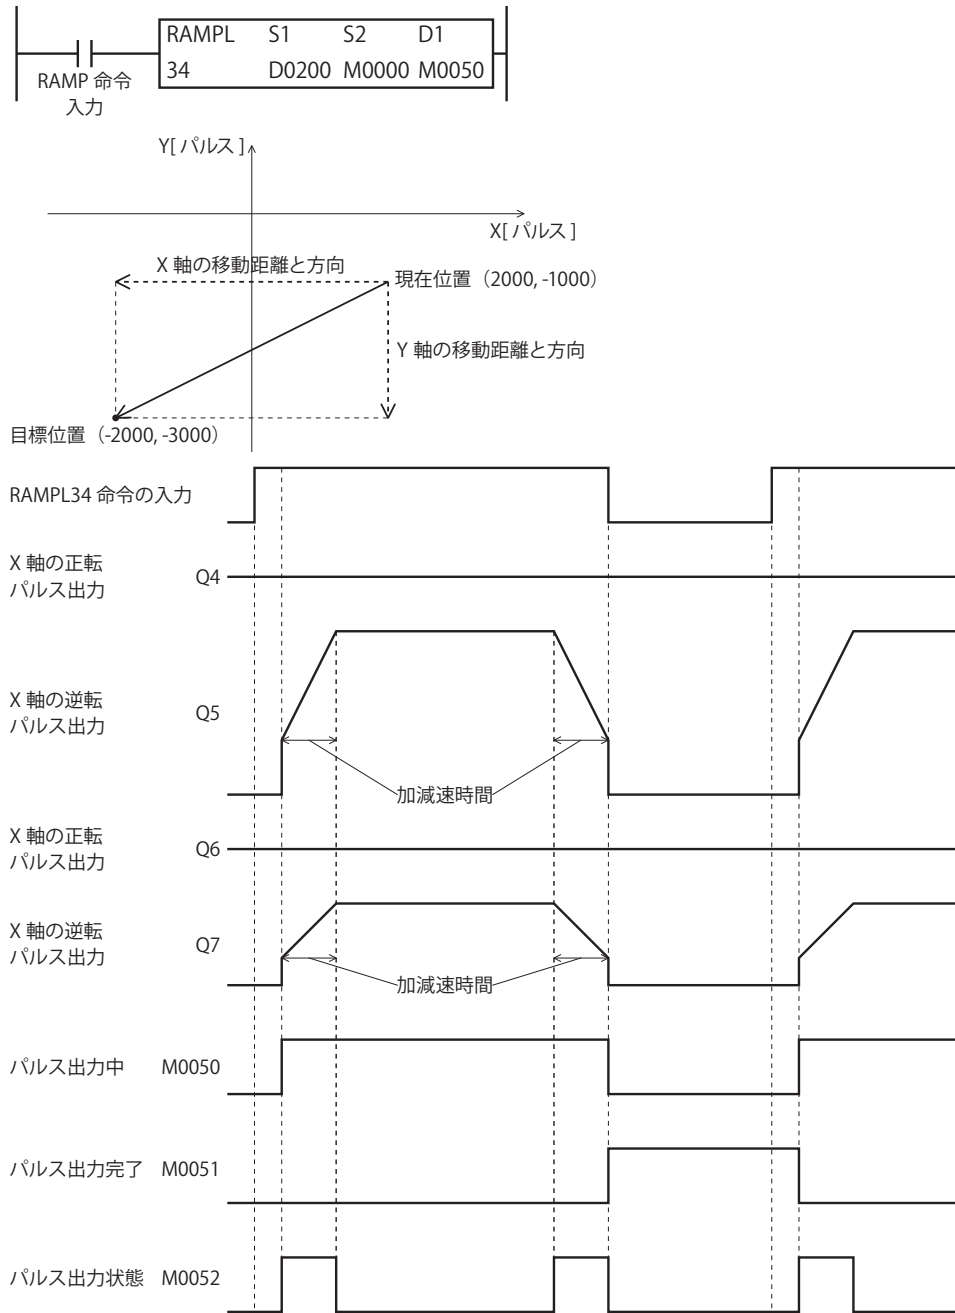 RAMPL S1 S2 D1
34 D0200 M0000 M0050
RAMP 命令
入力
Y[ パルス ]
X[ パルス ]
X 軸の移動距離と方向
現在位置（2000, -1000）
Y 軸の移動距離と方向
目標位置（-2000, -3000）
RAMPL34 命令の入力
X 軸の正転
パルス出力 Q4
X 軸の逆転
パルス出力 Q5
加減速時間
X 軸の正転
パルス出力 Q6
X 軸の逆転
パルス出力 Q7
加減速時間
パルス出力中 M0050
パルス出力完了 M0051
パルス出力状態 M0052